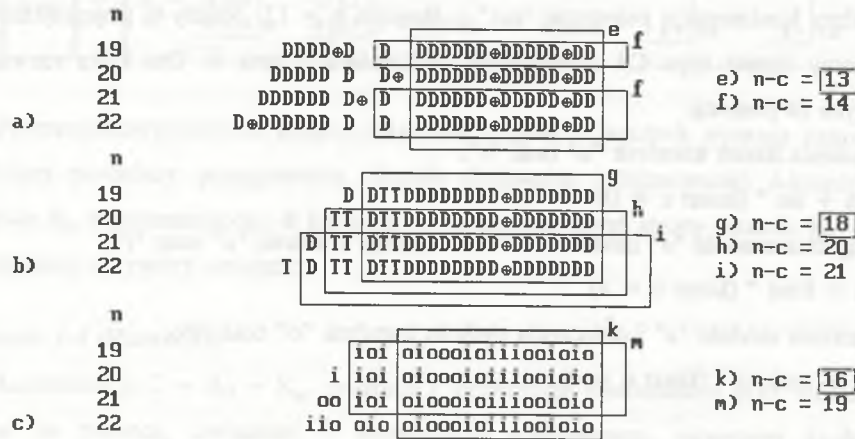 n
e
19 DDDD⊕D D DDDDDD⊕DDDDD⊕DD f
20 DDDDD D D⊕ DDDDDD⊕DDDDD⊕DD e) n-c = 13
21 DDDDDD D⊕ D DDDDDD⊕DDDDD⊕DD f f) n-c = 14
a) 22 D⊕DDDDDD D D DDDDDD⊕DDDDD⊕DD
n
g
19 D DTTDDDDDDDD⊕DDDDDDD
h
20 TT DTTDDDDDDDD⊕DDDDDDD g) n-c = 18
21 D TT DTTDDDDDDDD⊕DDDDDDD i h) n-c = 20
b) 22 T D TT DTTDDDDDDDD⊕DDDDDDD i) n-c = 21
n
k
19 ioi oioooioiiiooioio m
20 i ioi oioooioiiiooioio k) n-c = 16
21 oo ioi oioooioiiiooioio m) n-c = 19
c) 22 iio oio oioooioiiiooioio